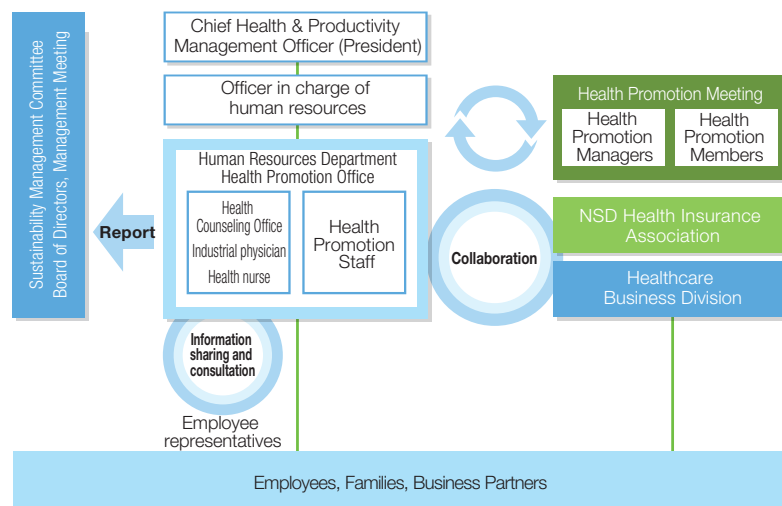 Sustainability Management Committee
Board of Directors, Management Meeting
Chief Health & Productivity
Management Officer (President)
Officer in charge of
human resources
Human Resources Department
Health Promotion Office
Health
Counseling Office
Industrial physician
Health nurse
Health
Promotion
Staff
Report
Collaboration
Health Promotion Meeting
Health
Promotion
Managers
Health
Promotion
Members
NSD Health Insurance
Association
Healthcare
Business Division
Information
sharing and
consultation
Employee
representatives
Employees, Families, Business Partners